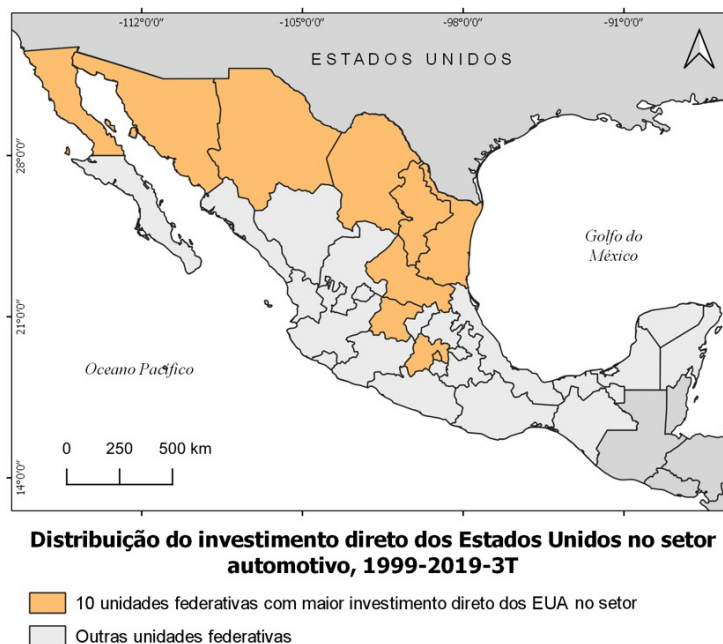 -112°0'0" -105°0'0" -98°0'0" -91°0'0"
ESTADOS UNIDOS
28°0'0"
Golfo do
México
21°0'0"
Oceano Pacífico
0 250 500 km
14°0'0"
Distribuição do investimento direto dos Estados Unidos no setor
automotivo, 1999-2019-3T
10 unidades federativas com maior investimento direto dos EUA no setor
Outras unidades federativas